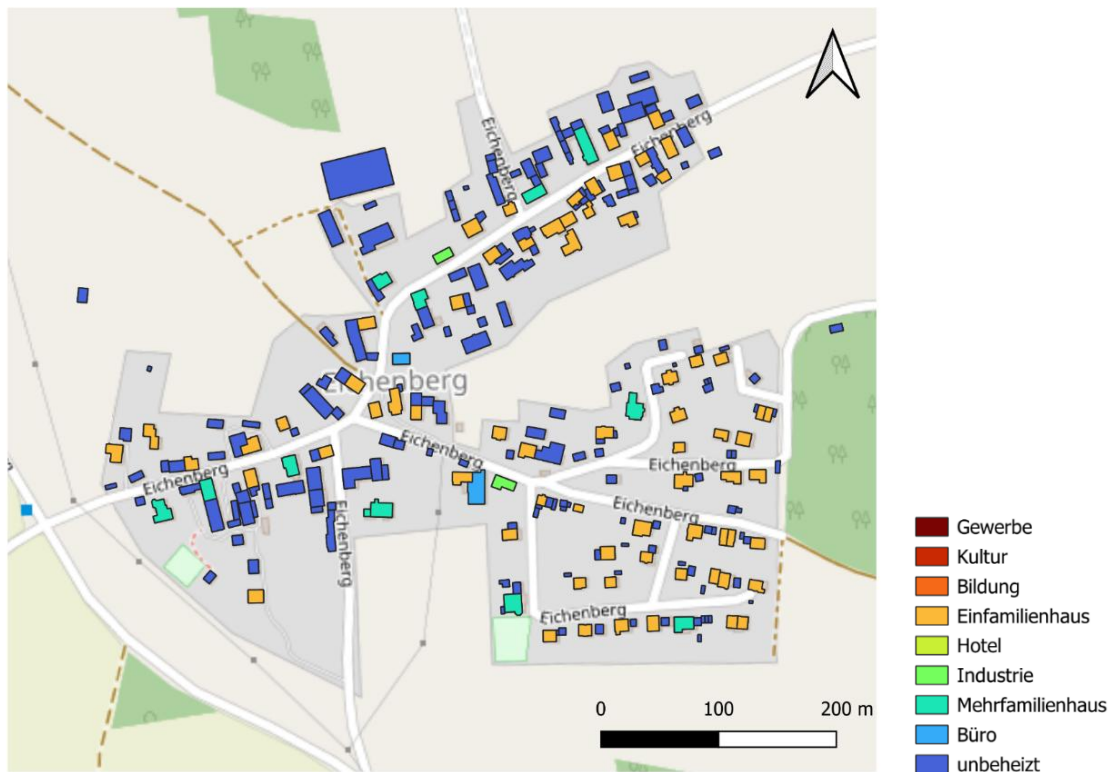 Eichenberg
Eichenberg
Eichenberg
Eichenberg
Eichenberg
Eichenberg
Eichenberg
Eichenberg
Eichenberg
0 100 200 m
Gewerbe
Kultur
Bildung
Einfamilienhaus
Hotel
Industrie
Mehrfamilienhaus
Büro
unbeheizt